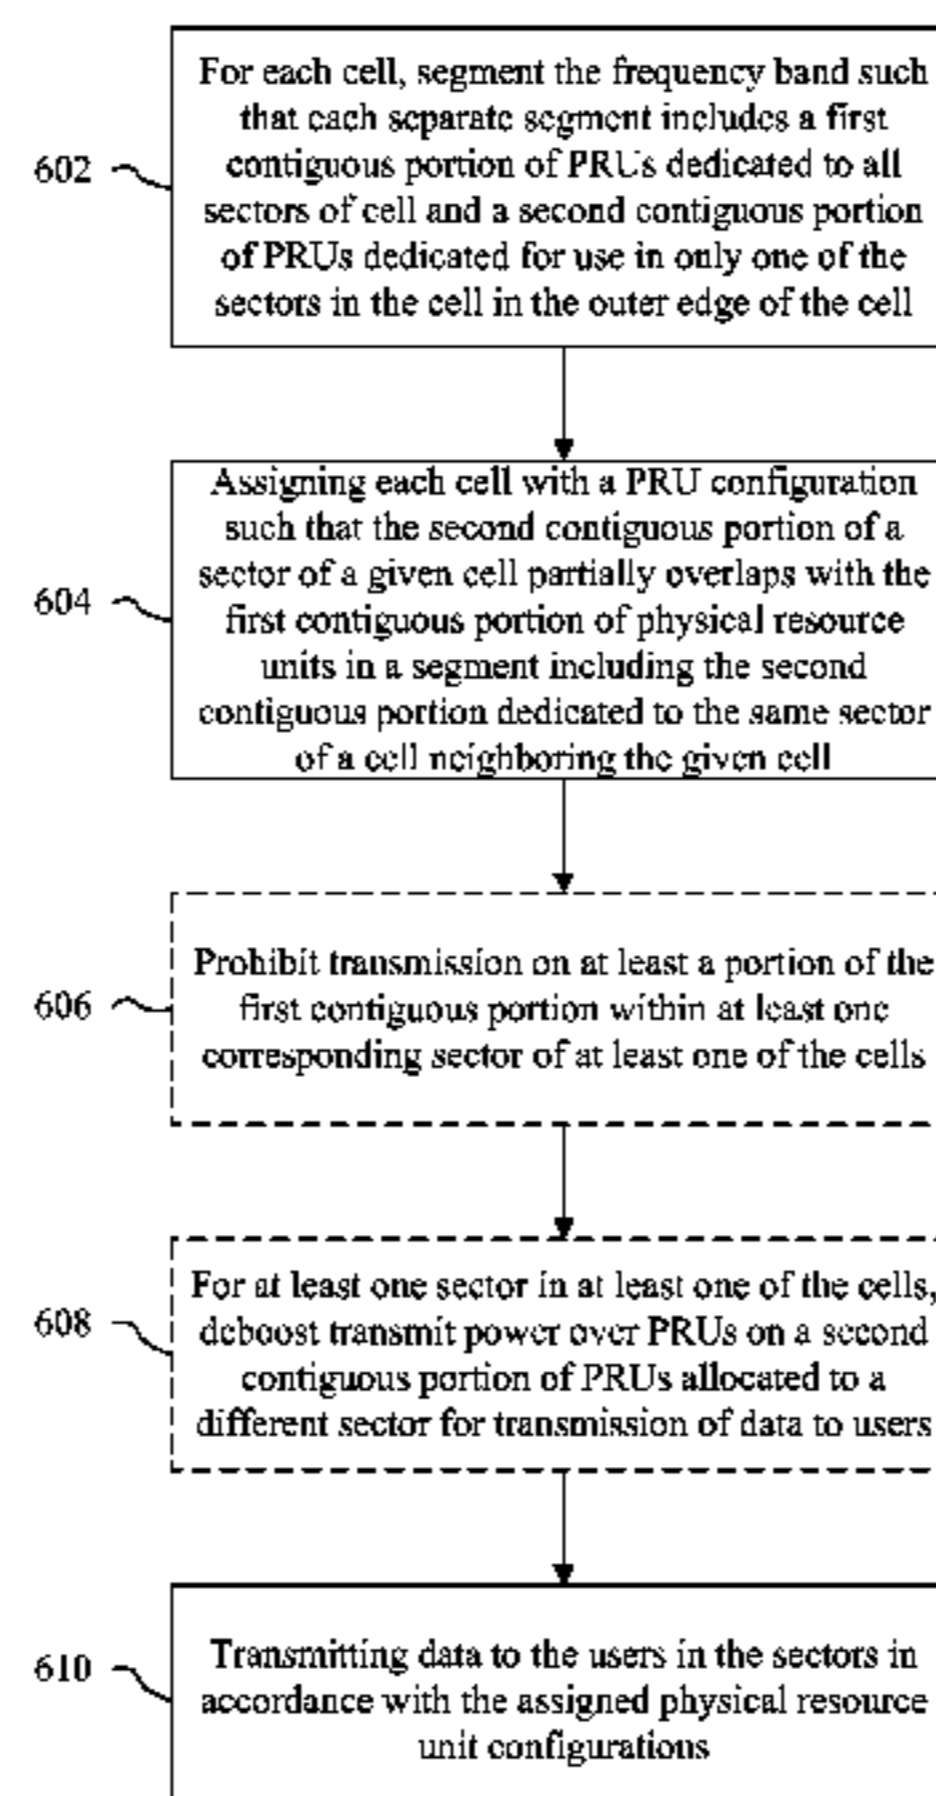 For each cell, segment the frequency band such
that each separate segment includes a first
contiguous portion of PRUs dedicated to all
sectors of cell and a second contiguous portion
of PRUs dedicated for use in only one of the
sectors in the cell in the outer edge of the cell
602
Assigning each cell with a PRU configuration
such that the second contiguous portion of a
sector of a given cell partially overlaps with the
first contiguous portion of physical resource
units in a segment including the second
contiguous portion dedicated to the same sector
of a cell neighboring the given cell
604
Prohibit transmission on at least a portion of the
first contiguous portion within at least one
corresponding sector of at least one of the cells
606
For at least one sector in at least one of the cells,
deboost transmit power over PRUs on a second
contiguous portion of PRUs allocated to a
different sector for transmission of data to users
608
Transmitting data to the users in the sectors in
accordance with the assigned physical resource
unit configurations
610